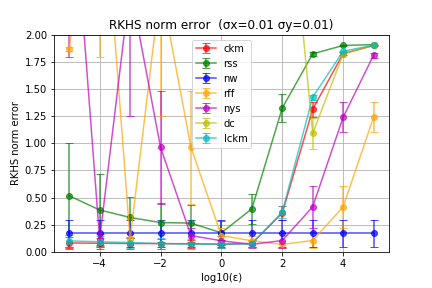 RKHS norm error (σx=0.01 σy=0.01)
RKHS norm error
2.00
1.75
1.50
1.25
1.00
0.75
0.50
0.25
0.00
ckm
rss
nw
rff
nys
dc
lckm
−4
−2
0
2
4
log10(ε)